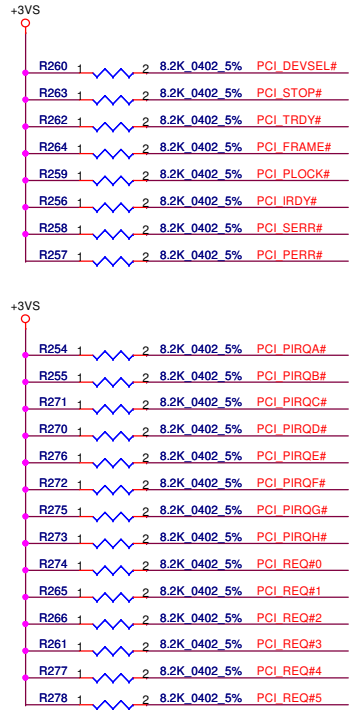 +3VS
R260 1 2 8.2K_0402_5% PCI_DEVSEL#
R263 1 2 8.2K_0402_5% PCI_STOP#
R262 1 2 8.2K_0402_5% PCI_TRDY#
R264 1 2 8.2K_0402_5% PCI_FRAME#
R259 1 2 8.2K_0402_5% PCI_PLOCK#
R256 1 2 8.2K_0402_5% PCI_IRDY#
R258 1 2 8.2K_0402_5% PCI_SERR#
R257 1 2 8.2K_0402_5% PCI_PERR#
+3VS
R254 1 2 8.2K_0402_5% PCI_PIRQA#
R255 1 2 8.2K_0402_5% PCI_PIRQB#
R271 1 2 8.2K_0402_5% PCI_PIRQC#
R270 1 2 8.2K_0402_5% PCI_PIRQD#
R276 1 2 8.2K_0402_5% PCI_PIRQE#
R272 1 2 8.2K_0402_5% PCI_PIRQF#
R275 1 2 8.2K_0402_5% PCI_PIRQG#
R273 1 2 8.2K_0402_5% PCI_PIRQH#
R274 1 2 8.2K_0402_5% PCI_REQ#0
R265 1 2 8.2K_0402_5% PCI_REQ#1
R266 1 2 8.2K_0402_5% PCI_REQ#2
R261 1 2 8.2K_0402_5% PCI_REQ#3
R277 1 2 8.2K_0402_5% PCI_REQ#4
R278 1 2 8.2K_0402_5% PCI_REQ#5